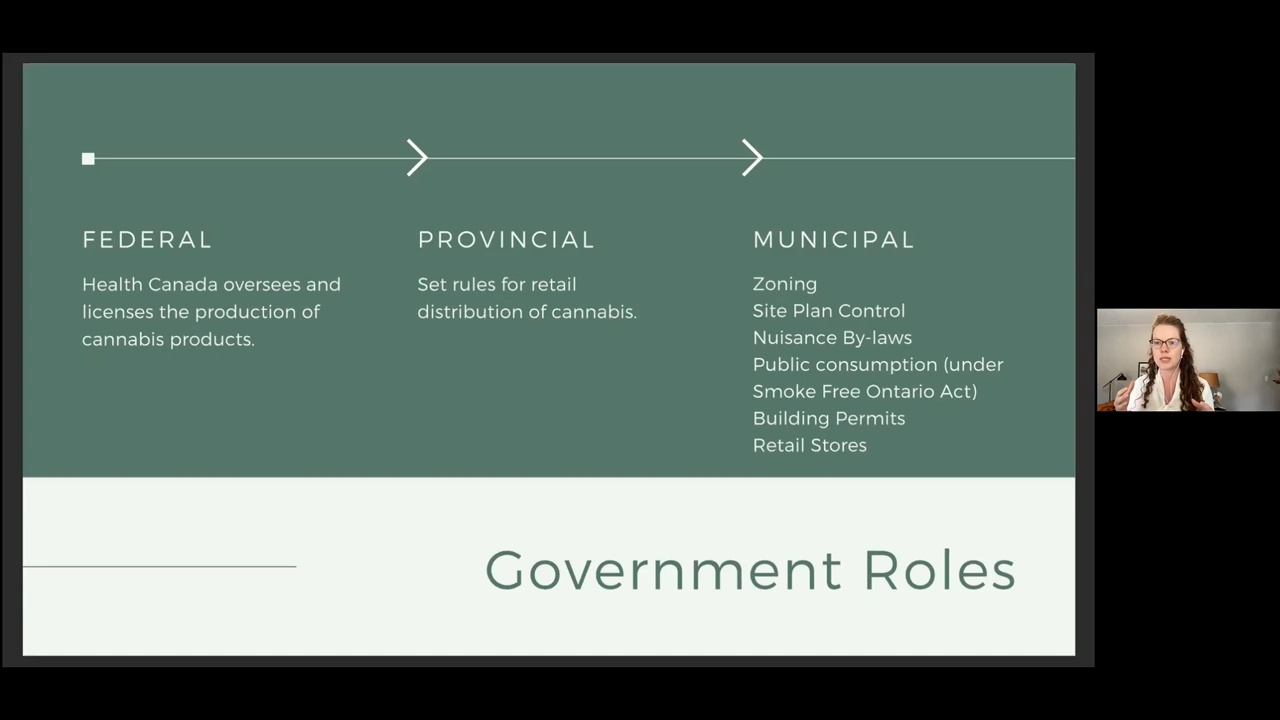 FEDERAL
Health Canada oversees and
licenses the production of
cannabis products.
PROVINCIAL
Set rules for retail
distribution of cannabis.
MUNICIPAL
Zoning
Site Plan Control
Nuisance By-laws
Public consumption (under
Smoke Free Ontario Act)
Building Permits
Retail Stores
Government Roles